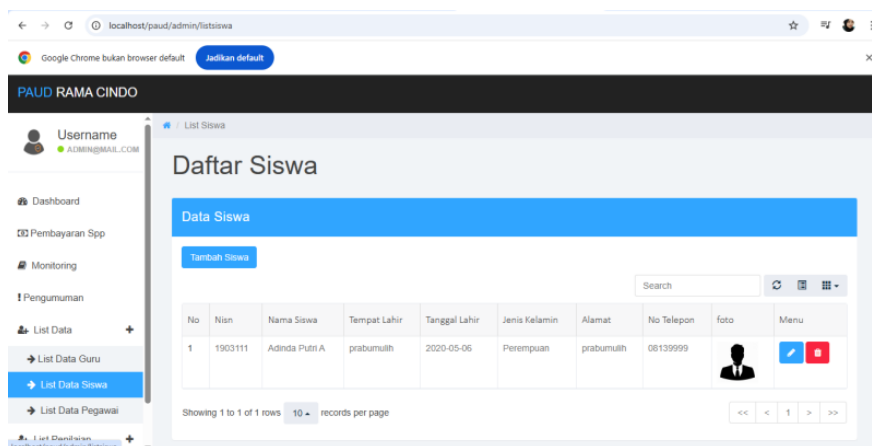 localhost/paud/admin/listsiswa
Google Chrome bukan browser default Jadikan default
PAUD RAMA CINDO
Username
ADMIN@MAIL.COM
Dashboard
Pembayaran Spp
Monitoring
Pengumuman
List Data
List Data Guru
List Data Siswa
List Data Pegawai
List Penilaian
/ List Siswa
Daftar Siswa
Data Siswa
Tambah Siswa
Search
No Nisn Nama Siswa Tempat Lahir Tanggal Lahir Jenis Kelamin Alamat No Telepon foto Menu
1 1903111 Adinda Putri A prabumulih 2020-05-06 Perempuan prabumulih 08139999
Showing 1 to 1 of 1 rows 10 records per page
<< < 1 > >>